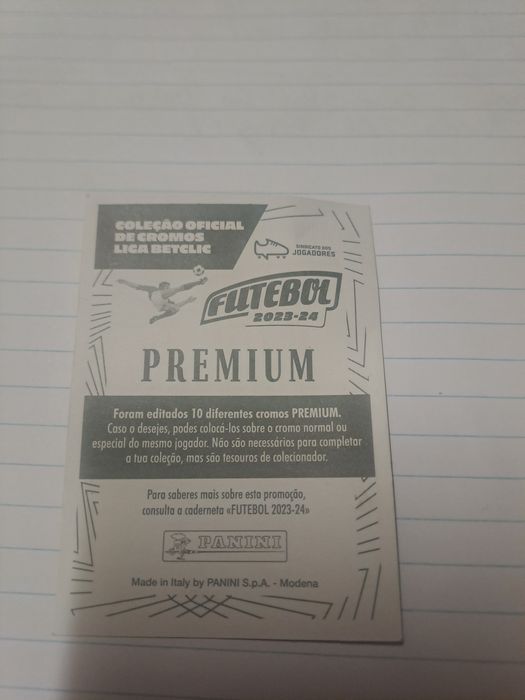 COLEÇÃO OFICIAL
DE CROMOS
LIGA BETCLIC
SINDICATO DOS
JOGADORES
FUTEBOL
2023-24
PREMIUM
Foram editados 10 diferentes cromos PREMIUM.
Caso o desejes, podes colocá-los sobre o cromo normal ou
especial do mesmo jogador. Não são necessários para completar
a tua coleção, mas são tesouros de colecionador.
Para saberes mais sobre esta promoção,
consulta a caderneta «FUTEBOL 2023-24»
PANINI
Made in Italy by PANINI S.p.A. - Modena